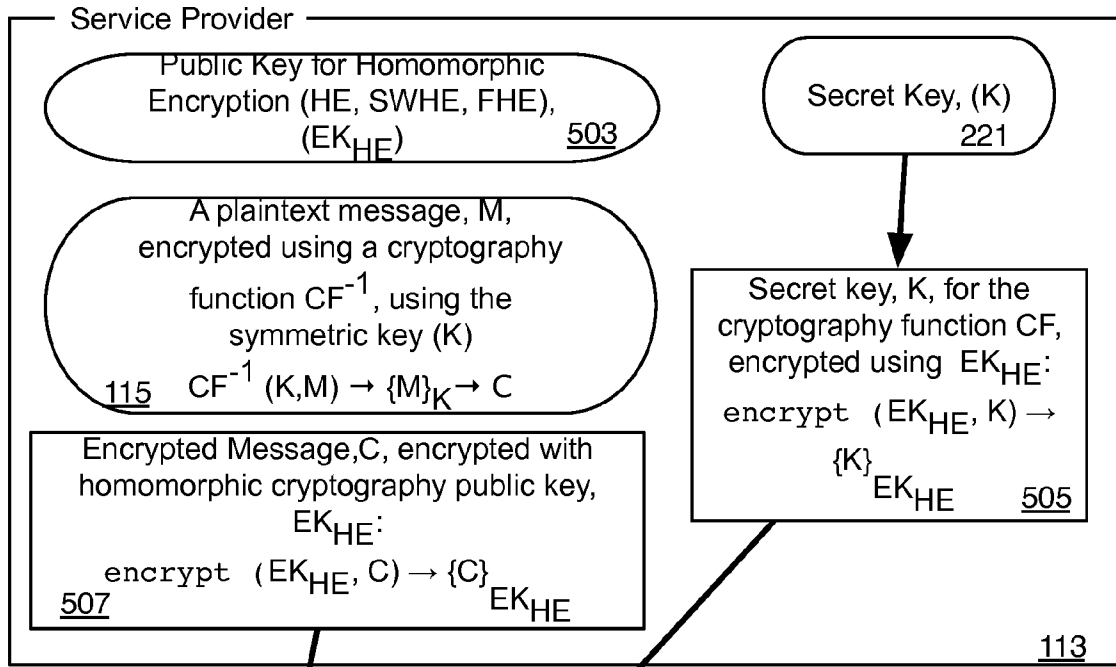 Service Provider
Public Key for Homomorphic
Encryption (HE, SWHE, FHE),
(EK_HE)
503
Secret Key, (K)
221
A plaintext message, M,
encrypted using a cryptography
function CF⁻¹, using the
symmetric key (K)
115 CF⁻¹ (K,M) → {M}_K → C
Secret key, K, for the
cryptography function CF,
encrypted using EK_HE:
encrypt (EK_HE, K) →
{K}_EK_HE
505
Encrypted Message,C, encrypted with
homomorphic cryptography public key,
EK_HE:
encrypt (EK_HE, C) → {C}_EK_HE
507
113